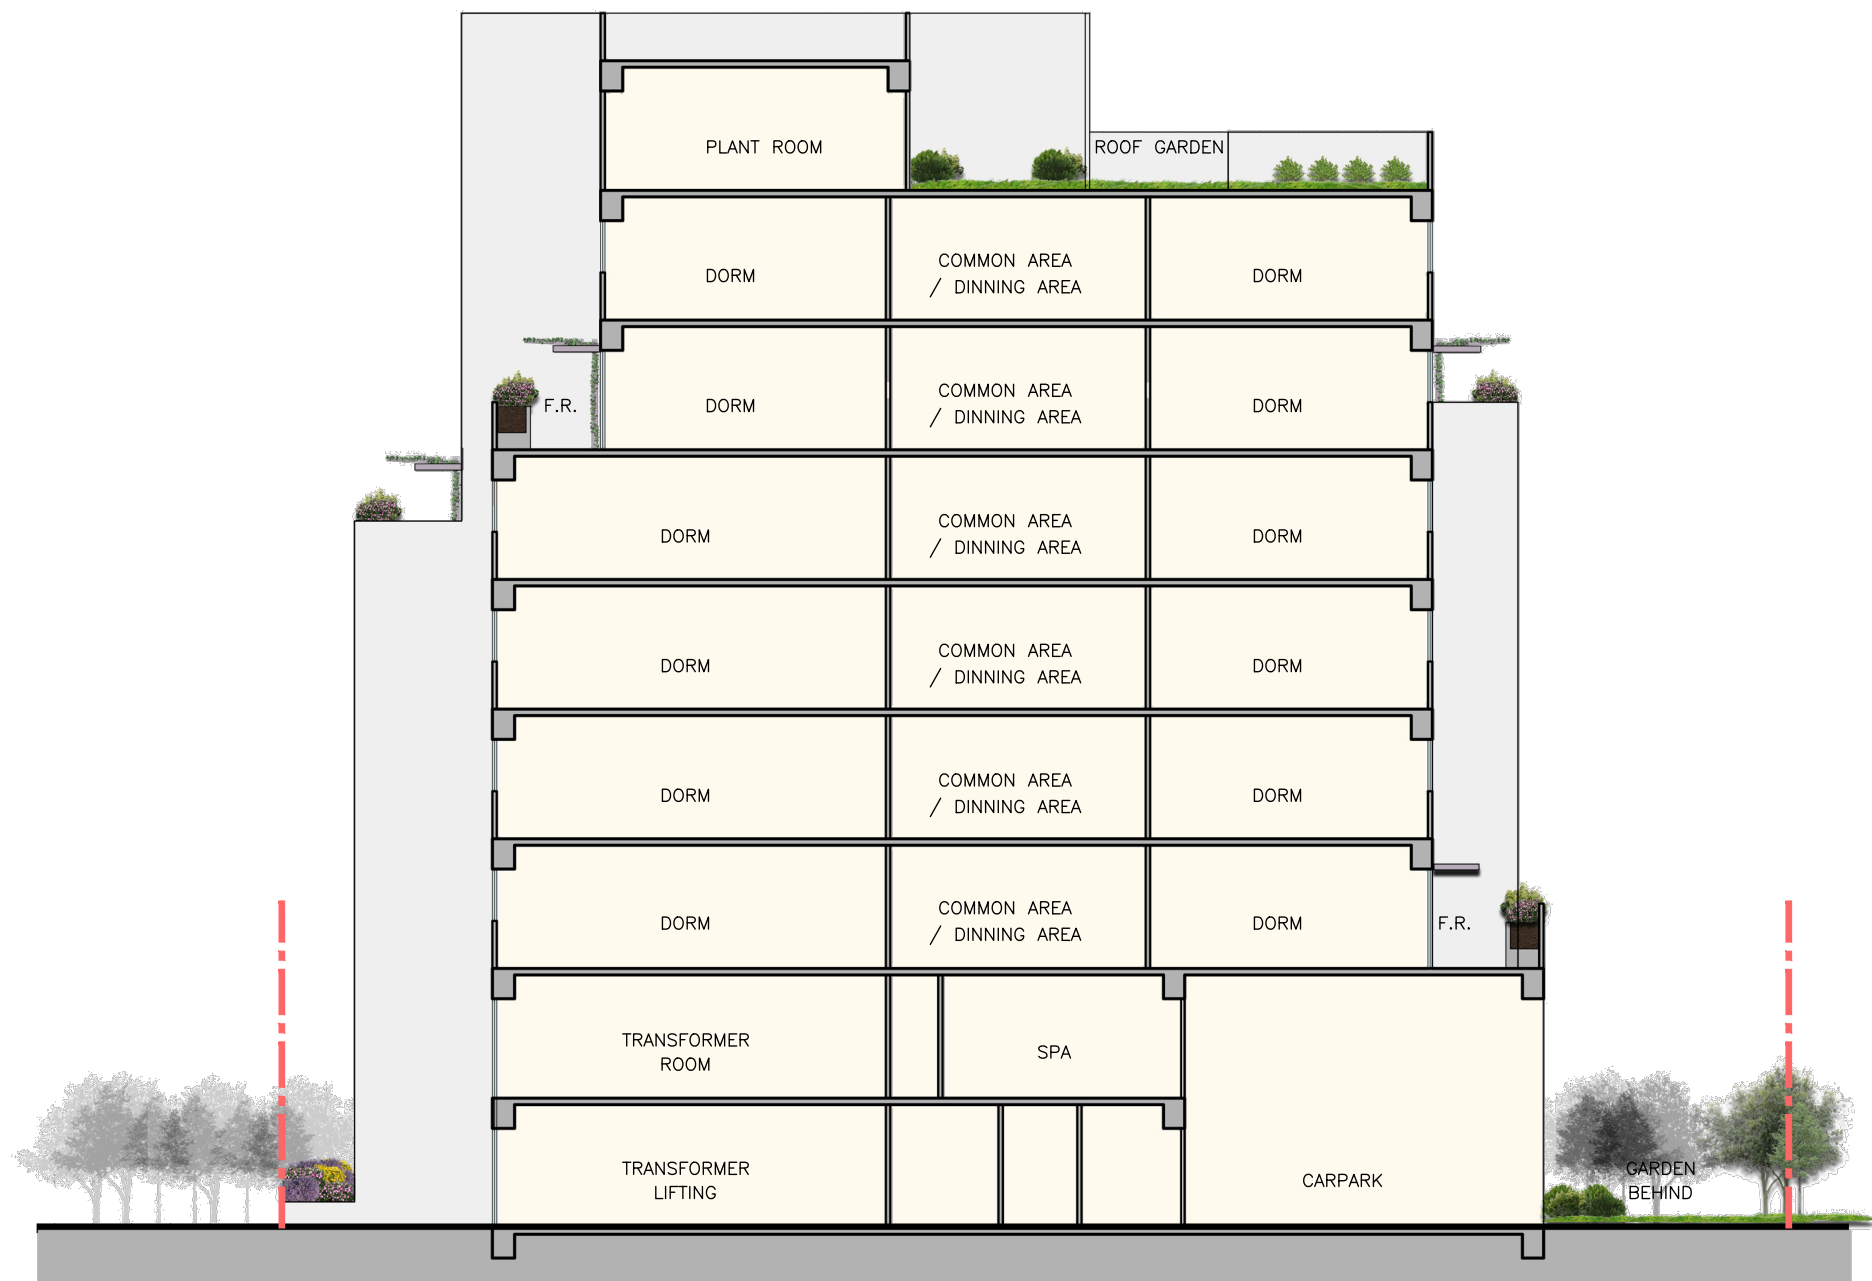 PLANT ROOM
ROOF GARDEN
DORM
COMMON AREA
/ DINNING AREA
DORM
F.R.
DORM
COMMON AREA
/ DINNING AREA
DORM
DORM
COMMON AREA
/ DINNING AREA
DORM
DORM
COMMON AREA
/ DINNING AREA
DORM
DORM
COMMON AREA
/ DINNING AREA
DORM
DORM
COMMON AREA
/ DINNING AREA
DORM
F.R.
TRANSFORMER
ROOM
SPA
TRANSFORMER
LIFTING
CARPARK
GARDEN
BEHIND